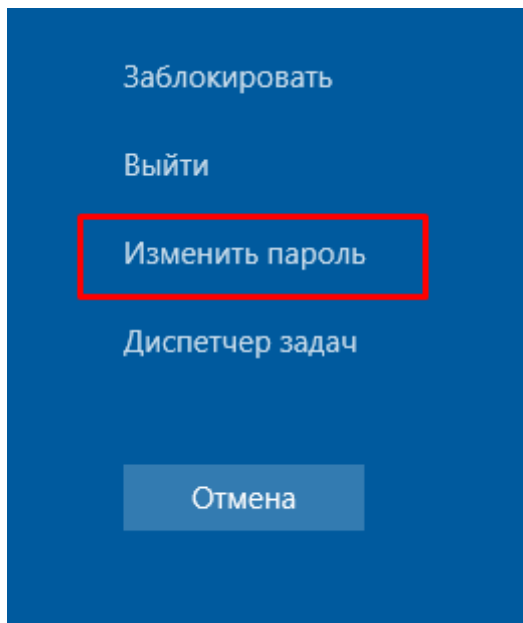 Заблокировать
Выйти
Изменить пароль
Диспетчер задач
Отмена